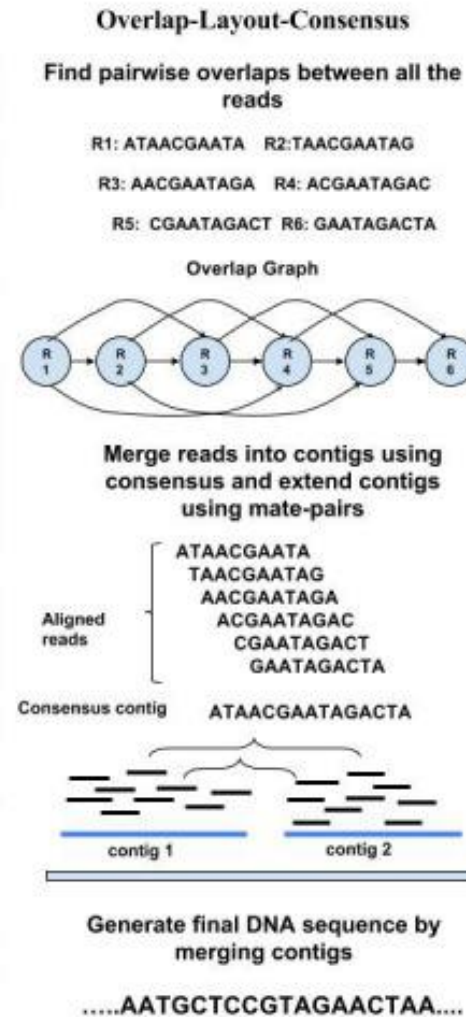 Overlap-Layout-Consensus
Find pairwise overlaps between all the
reads
R1: ATAACGAATA R2:TAACGAATAG
R3: AACGAATAGA R4: ACGAATAGAC
R5: CGAATAGACT R6: GAATAGACTA
Overlap Graph
R R R R R R
1 2 3 4 5 6
Merge reads into contigs using
consensus and extend contigs
using mate-pairs
ATAACGAATA
TAACGAATAG
AACGAATAGA
Aligned
reads
ACGAATAGAC
CGAATAGACT
GAATAGACTA
Consensus contig ATAACGAATAGACTA
contig 1 contig 2
Generate final DNA sequence by
merging contigs
.....AATGCTCCGTAGAACTAA....